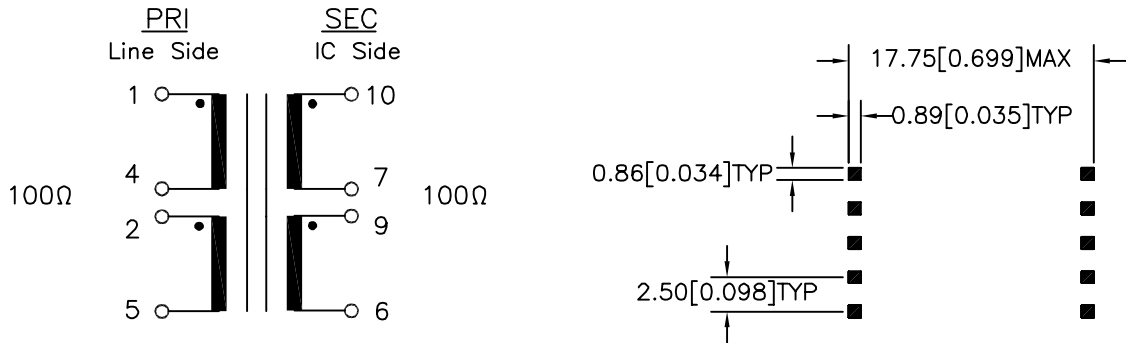 PRI SEC
Line Side IC Side
1 10
4 7
100Ω 100Ω
2 9
5 6
17.75[0.699]MAX
0.89[0.035]TYP
0.86[0.034]TYP
2.50[0.098]TYP